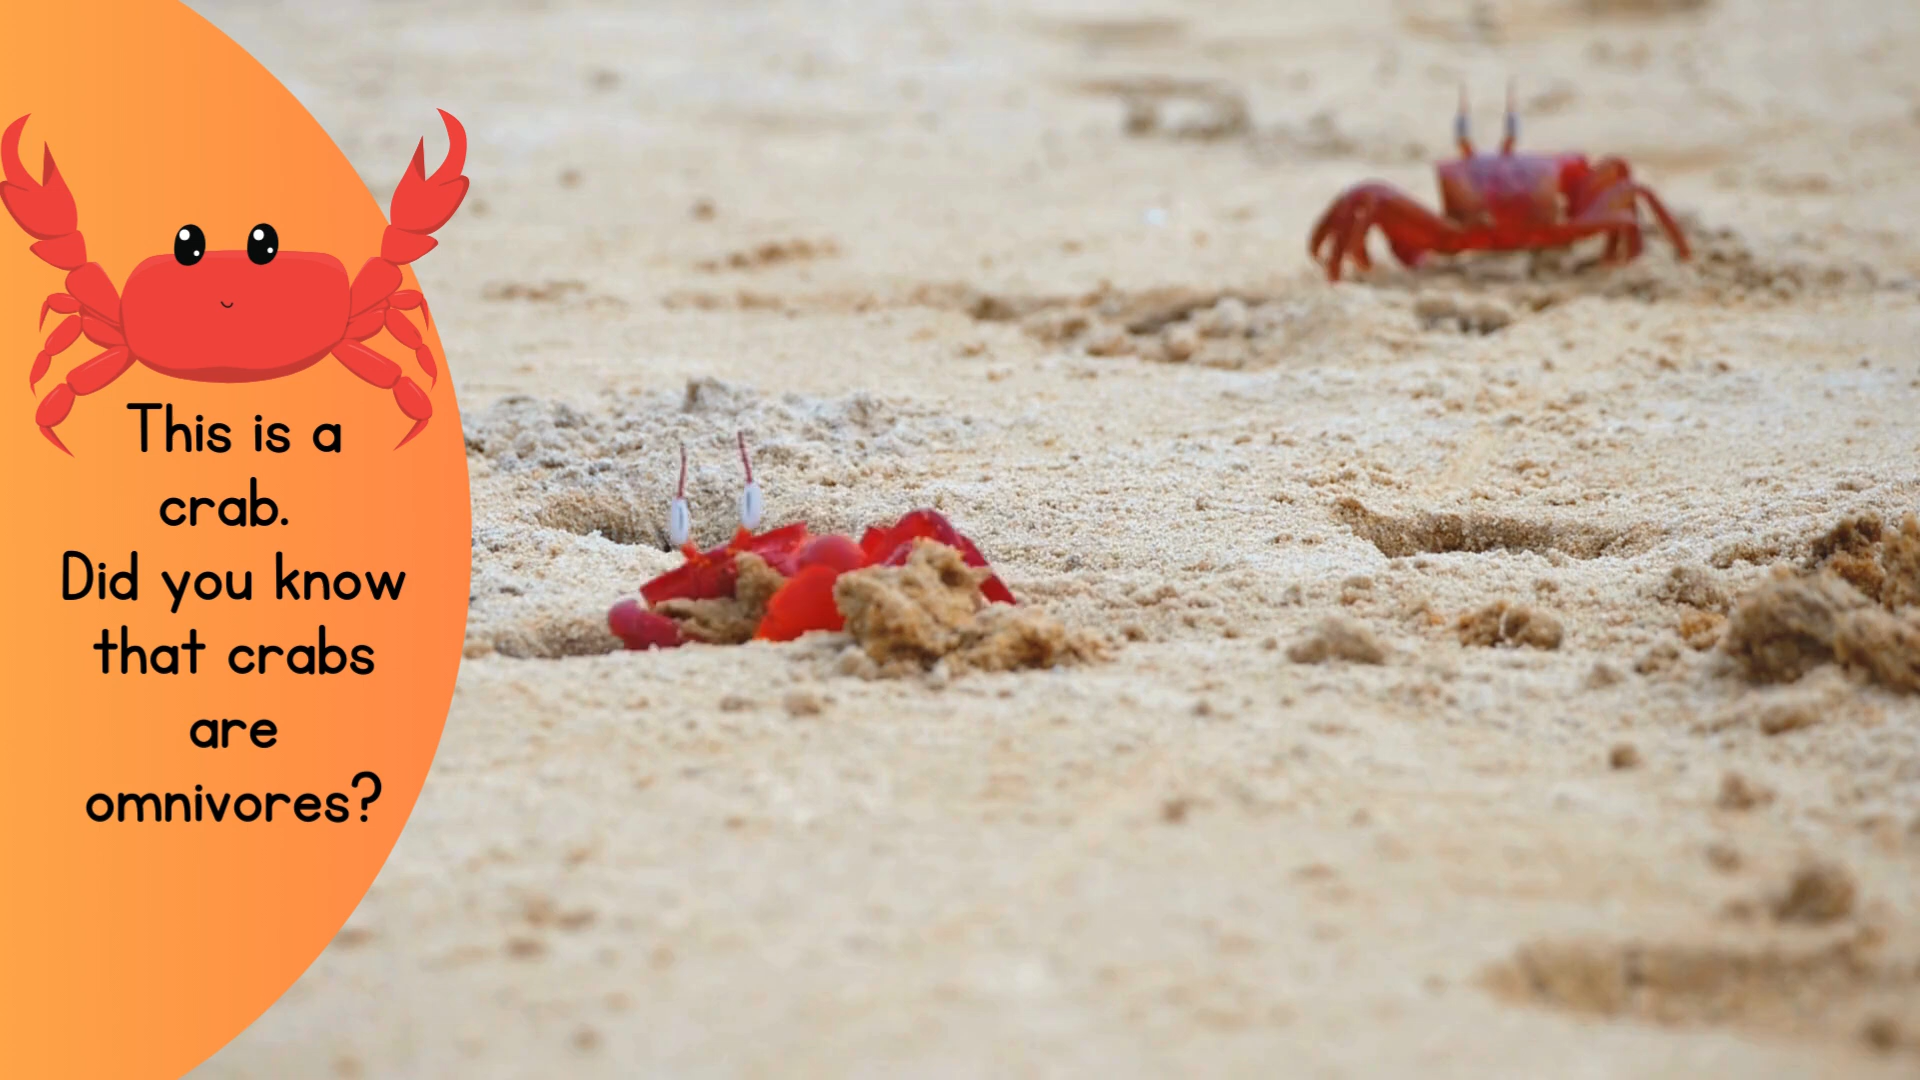 This is a
crab.
Did you know
that crabs
are
omnivores?